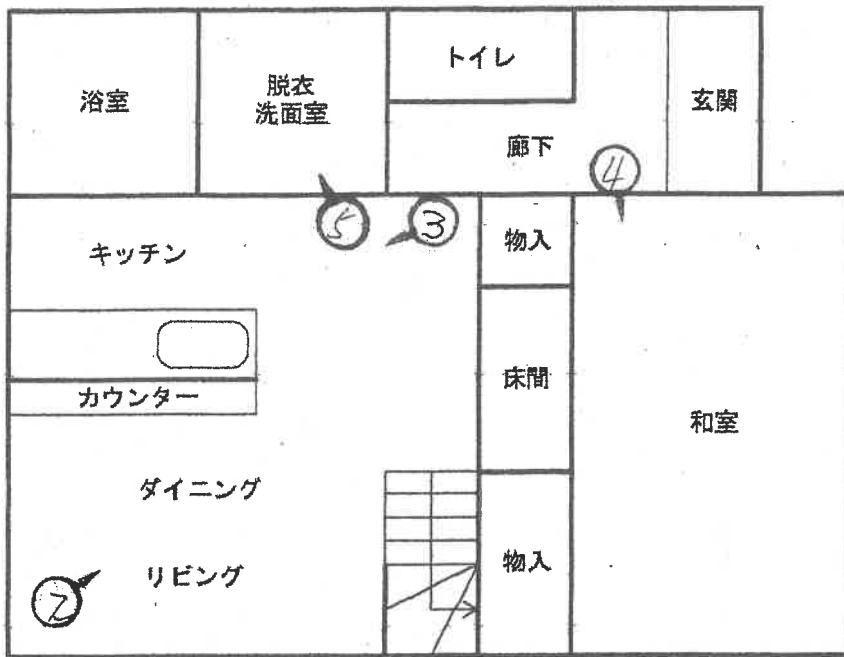 浴室
脱衣
洗面室
トイレ
廊下
玄関
④
⑤
③
キッチン
物入
カウンター
床間
和室
ダイニング
リビング
物入